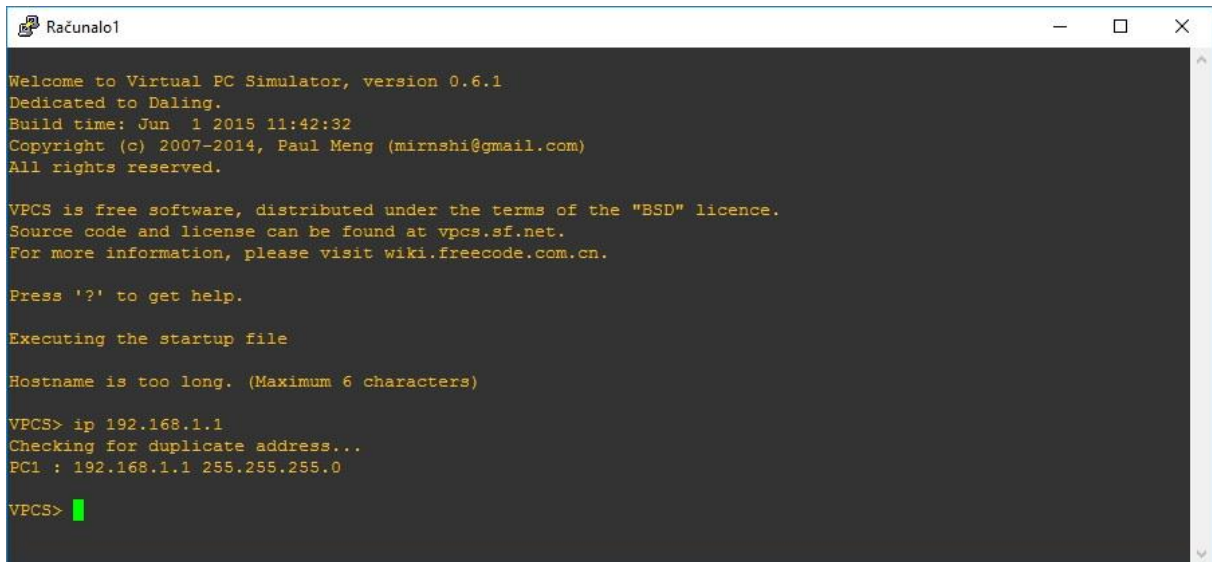 Računalo1
Welcome to Virtual PC Simulator, version 0.6.1
Dedicated to Daling.
Build time: Jun  1 2015 11:42:32
Copyright (c) 2007-2014, Paul Meng (mirnshi@gmail.com)
All rights reserved.
VPCS is free software, distributed under the terms of the "BSD" licence.
Source code and license can be found at vpcs.sf.net.
For more information, please visit wiki.freecode.com.cn.
Press '?' to get help.
Executing the startup file
Hostname is too long. (Maximum 6 characters)
VPCS> ip 192.168.1.1
Checking for duplicate address...
PC1 : 192.168.1.1 255.255.255.0
VPCS>